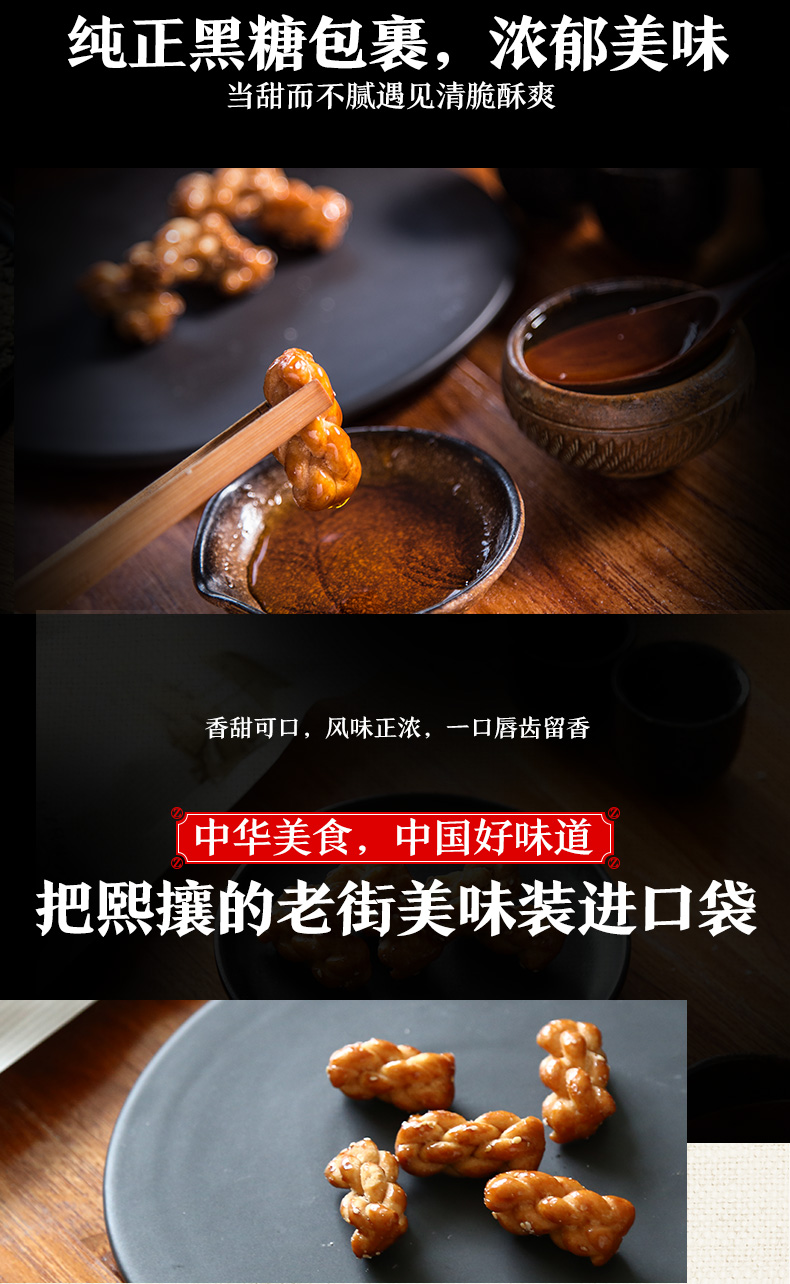 纯正黑糖包裹，浓郁美味
当甜而不腻遇见清脆酥爽
香甜可口，风味正浓，一口唇齿留香
中华美食，中国好味道
把熙攘的老街美味装进口袋